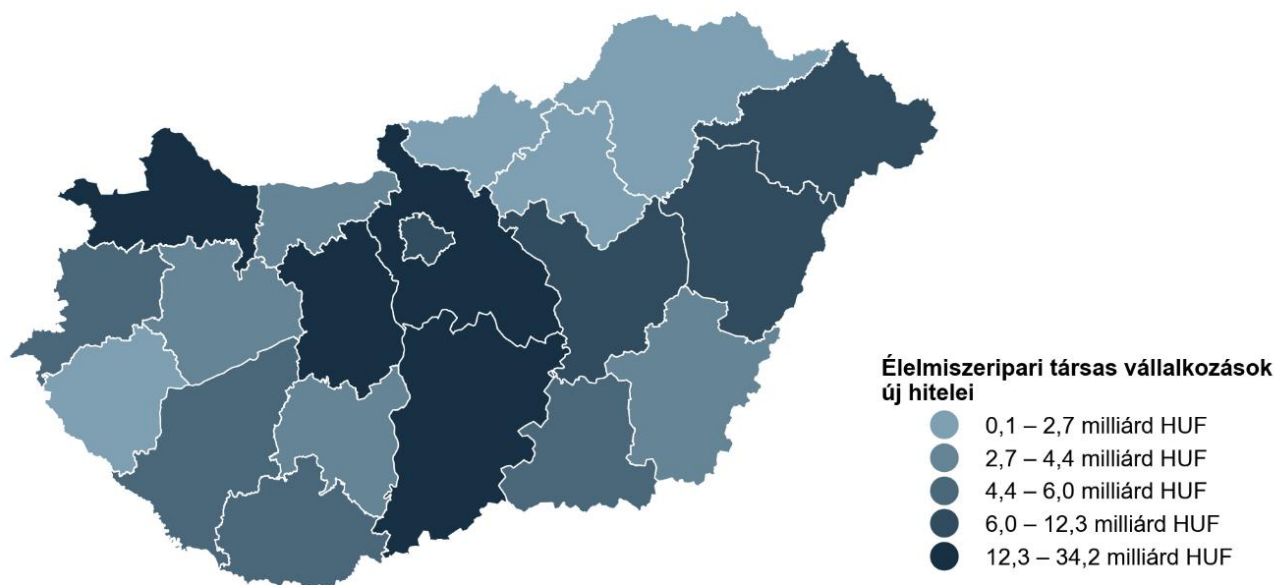 Élelmiszeripari társas vállalkozások
új hitelei
0,1 – 2,7 milliárd HUF
2,7 – 4,4 milliárd HUF
4,4 – 6,0 milliárd HUF
6,0 – 12,3 milliárd HUF
12,3 – 34,2 milliárd HUF